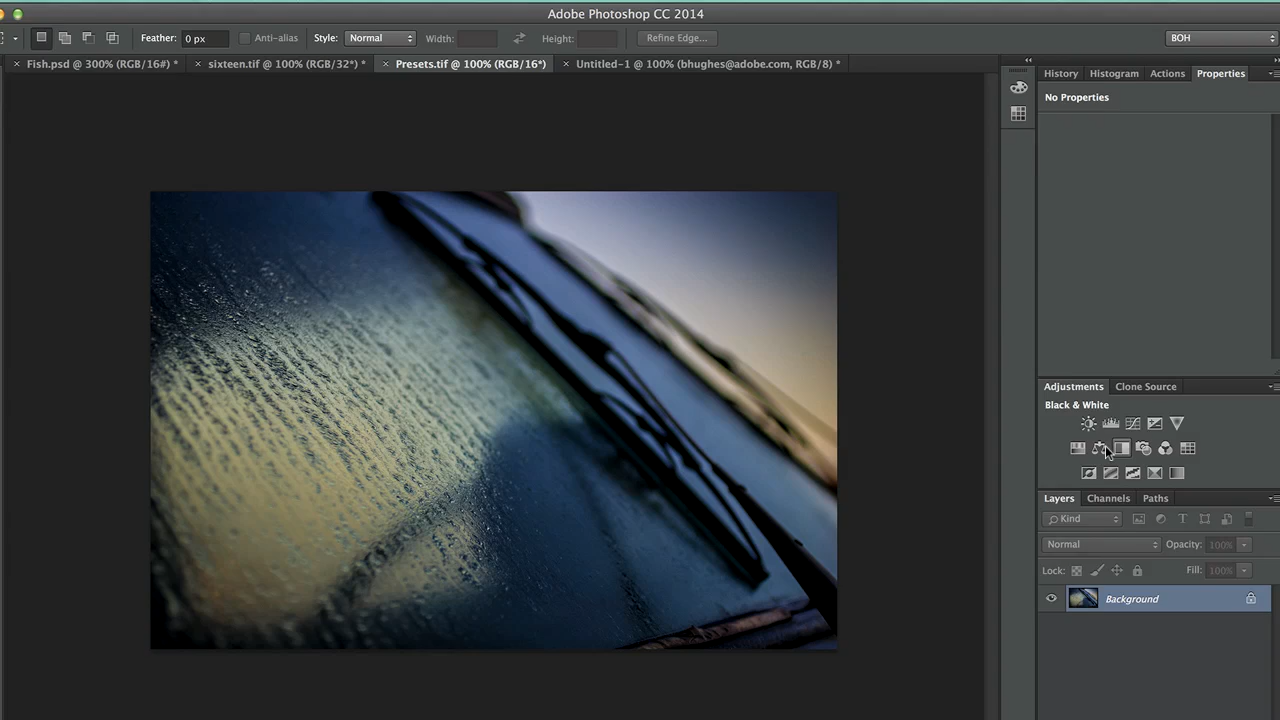 Adobe Photoshop CC 2014
Feather: 0 px Anti-alias Style: Normal Width: Height: Refine Edge... BOH
× Fish.psd @ 300% (RGB/16#) * × sixteen.tif @ 100% (RGB/32*) * × Presets.tif @ 100% (RGB/16*) × Untitled-1 @ 100% (bhughes@adobe.com, RGB/8) *
History Histogram Actions Properties
No Properties
Adjustments Clone Source
Black & White
Layers Channels Paths
Kind
Normal Opacity: 100%
Lock: Fill: 100%
Background